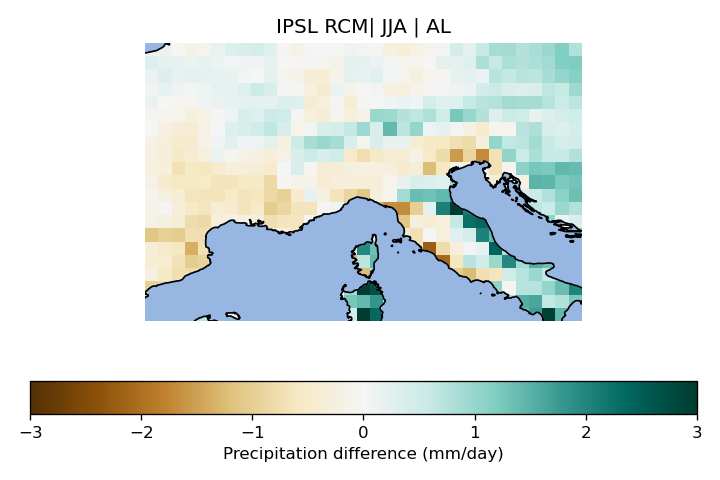 IPSL RCM| JJA | AL
−3 −2 −1 0 1 2 3
Precipitation difference (mm/day)